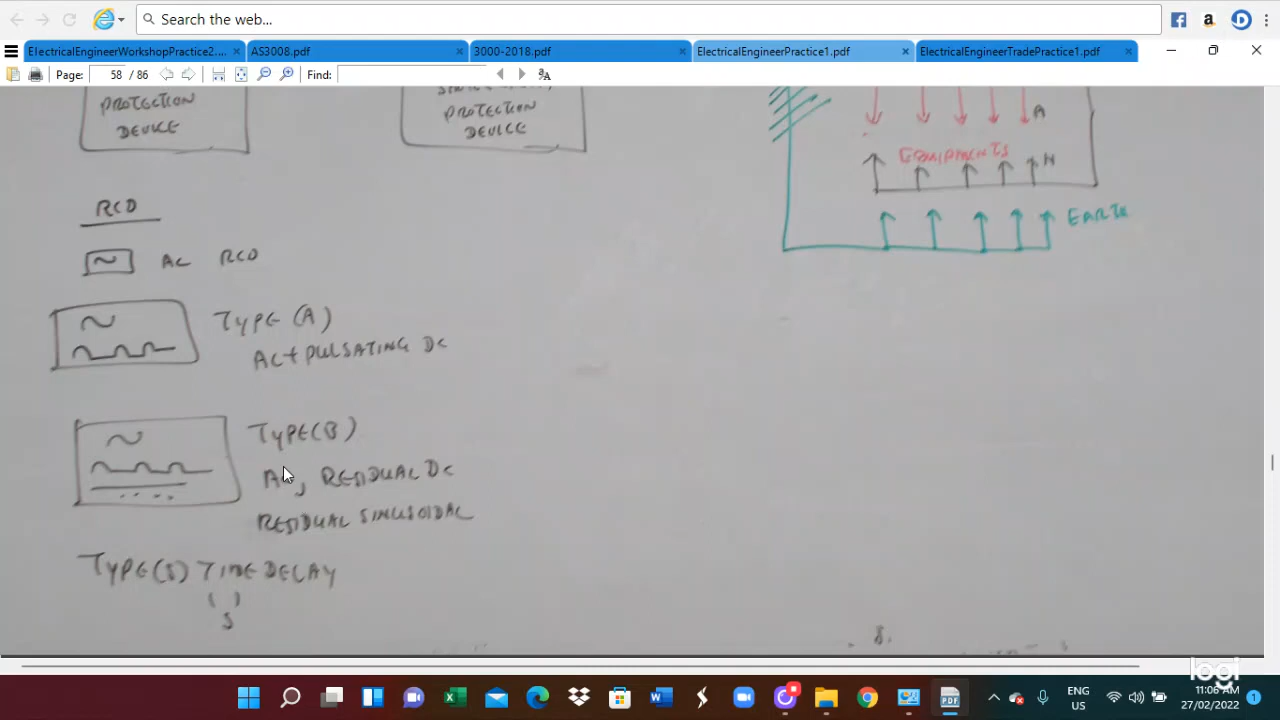 Search the web...
ElectricalEngineerWorkshopPractice2....
AS3008.pdf
3000-2018.pdf
ElectricalEngineerPractice1.pdf
ElectricalEngineerTradePractice1.pdf
Page: 58 / 86
Find:
PROTECTION
DEVICE
PROTECTION
DEVICE
A
EQUIPMENTS
N
EARTH
RCD
AC RCD
TYPE (A)
AC + PULSATING DC
TYPE (B)
AC, RESIDUAL DC
RESIDUAL SINUSOIDAL
TYPE (S) TIME DELAY
S
8.
logi
ENG
US
11:06 AM
27/02/2022